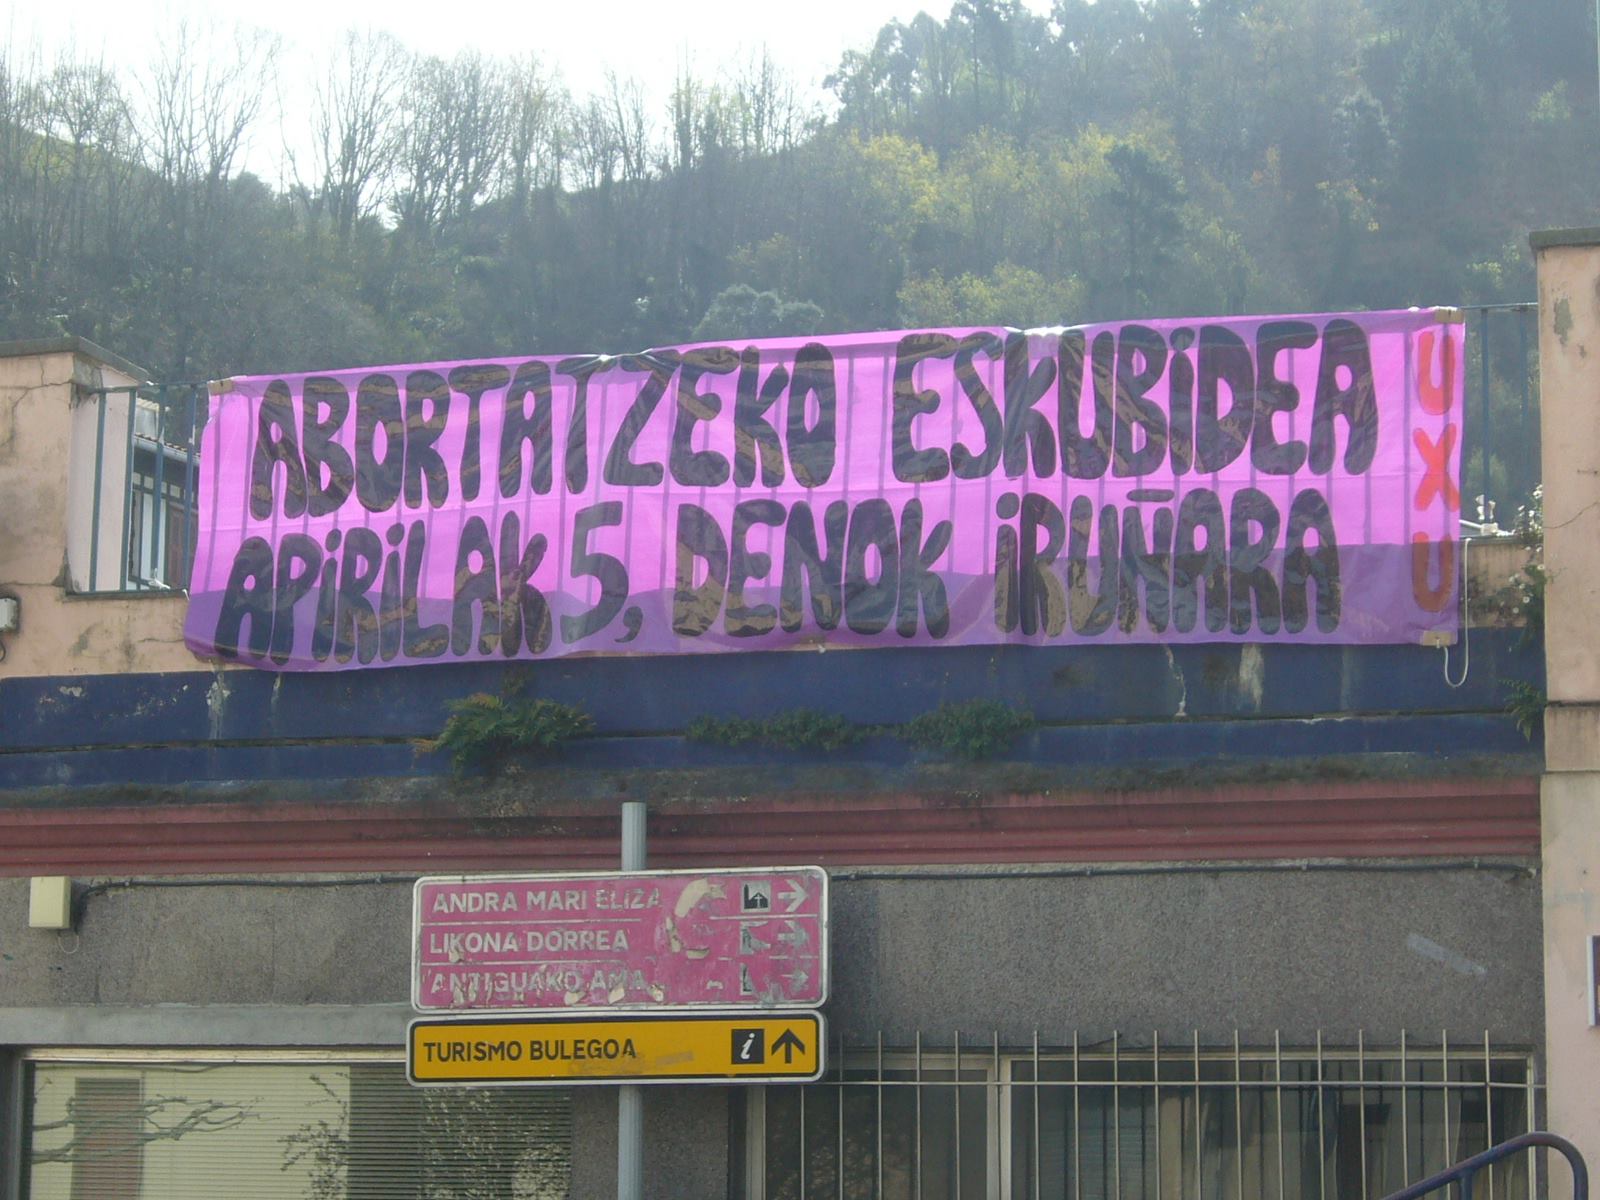 ABORTATZEKO ESKUBIDEA
APIRILAK 5, DENOK IRUÑARA
UXU
ANDRA MARI ELIZA
LIKONA DORREA
ANTIGUAKO AMA
TURISMO BULEGOA i